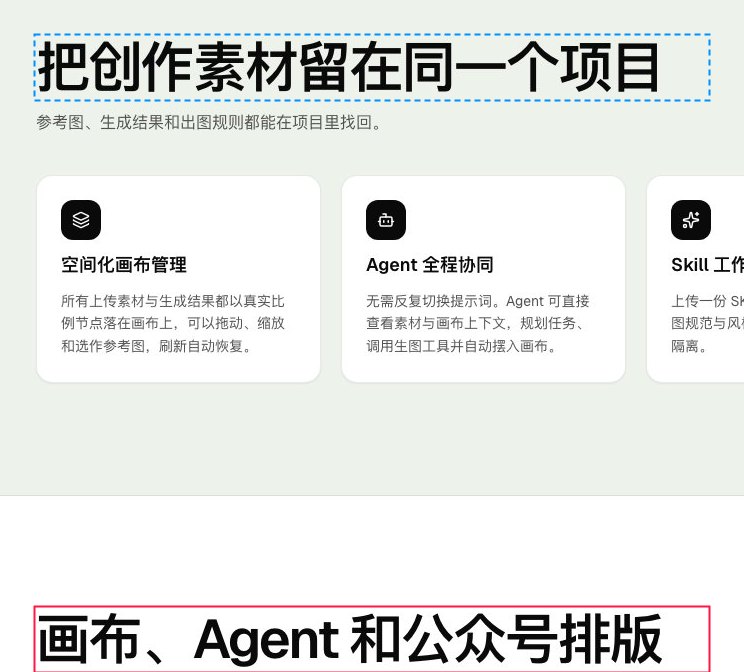 把创作素材留在同一个项目
参考图、生成结果和出图规则都能在项目里找回。
空间化画布管理
所有上传素材与生成结果都以真实比
例节点落在画布上，可以拖动、缩放
和选作参考图，刷新自动恢复。
Agent 全程协同
无需反复切换提示词。Agent 可直接
查看素材与画布上下文，规划任务、
调用生图工具并自动摆入画布。
Skill 工作
上传一份 SK
图规范与风格
隔离。
画布、Agent 和公众号排版